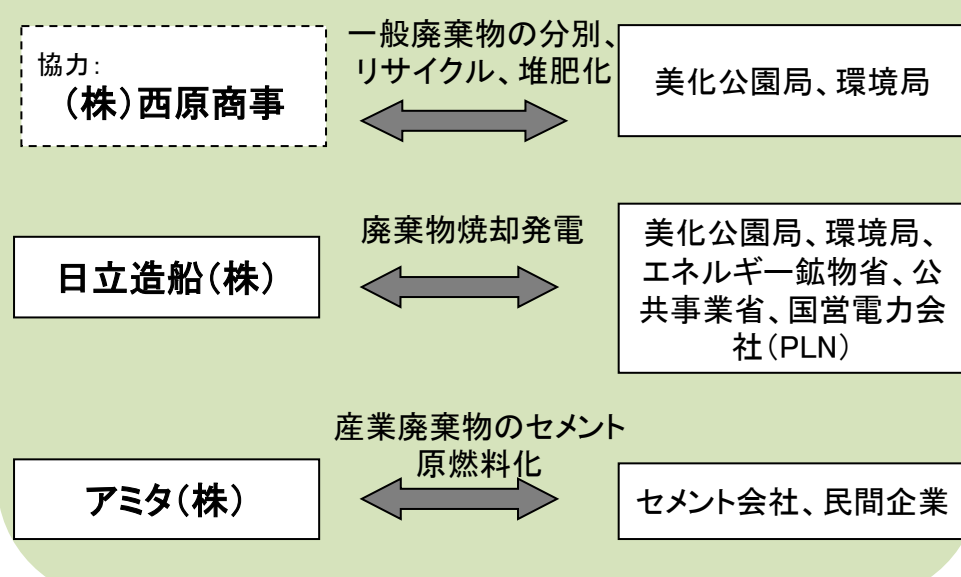 協力：
（株）西原商事
一般廃棄物の分別、
リサイクル、堆肥化
美化公園局、環境局
日立造船（株）
廃棄物焼却発電
美化公園局、環境局、
エネルギー鉱物省、公
共事業省、国営電力会
社（PLN）
アミタ（株）
産業廃棄物のセメント
原燃料化
セメント会社、民間企業